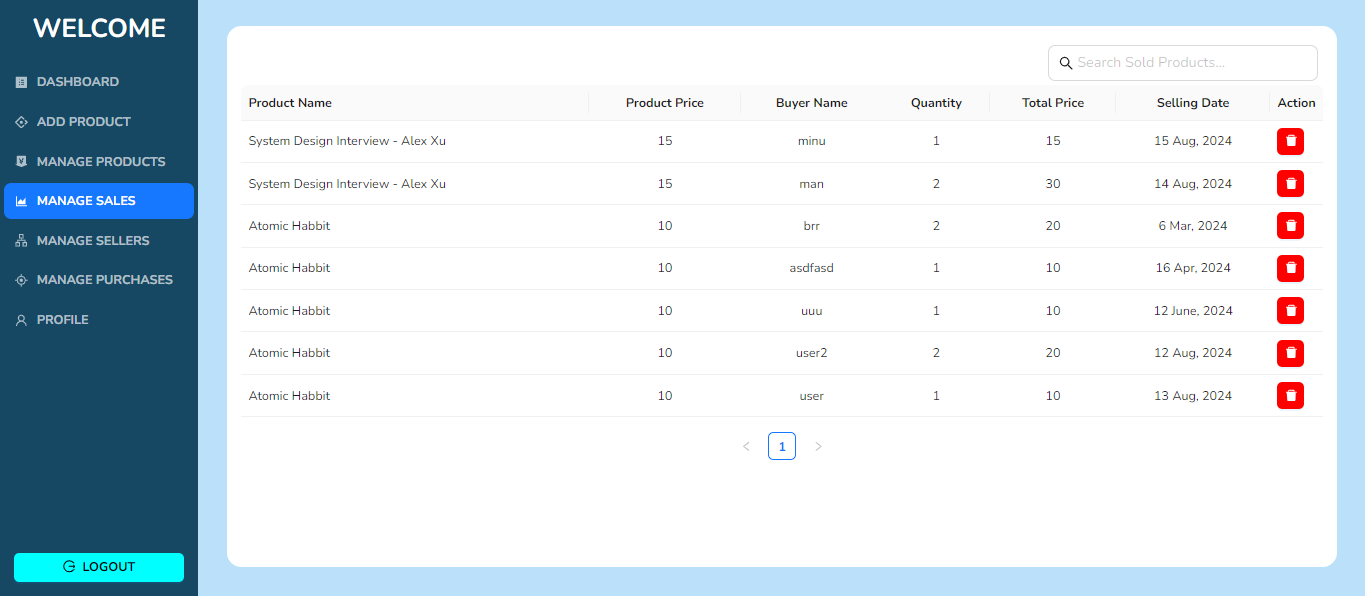 WELCOME
DASHBOARD
ADD PRODUCT
MANAGE PRODUCTS
MANAGE SALES
MANAGE SELLERS
MANAGE PURCHASES
PROFILE
LOGOUT
Search Sold Products...
Product Name Product Price Buyer Name Quantity Total Price Selling Date Action
System Design Interview - Alex Xu 15 minu 1 15 15 Aug, 2024
System Design Interview - Alex Xu 15 man 2 30 14 Aug, 2024
Atomic Habbit 10 brr 2 20 6 Mar, 2024
Atomic Habbit 10 asdfasd 1 10 16 Apr, 2024
Atomic Habbit 10 uuu 1 10 12 June, 2024
Atomic Habbit 10 user2 2 20 12 Aug, 2024
Atomic Habbit 10 user 1 10 13 Aug, 2024
< 1 >